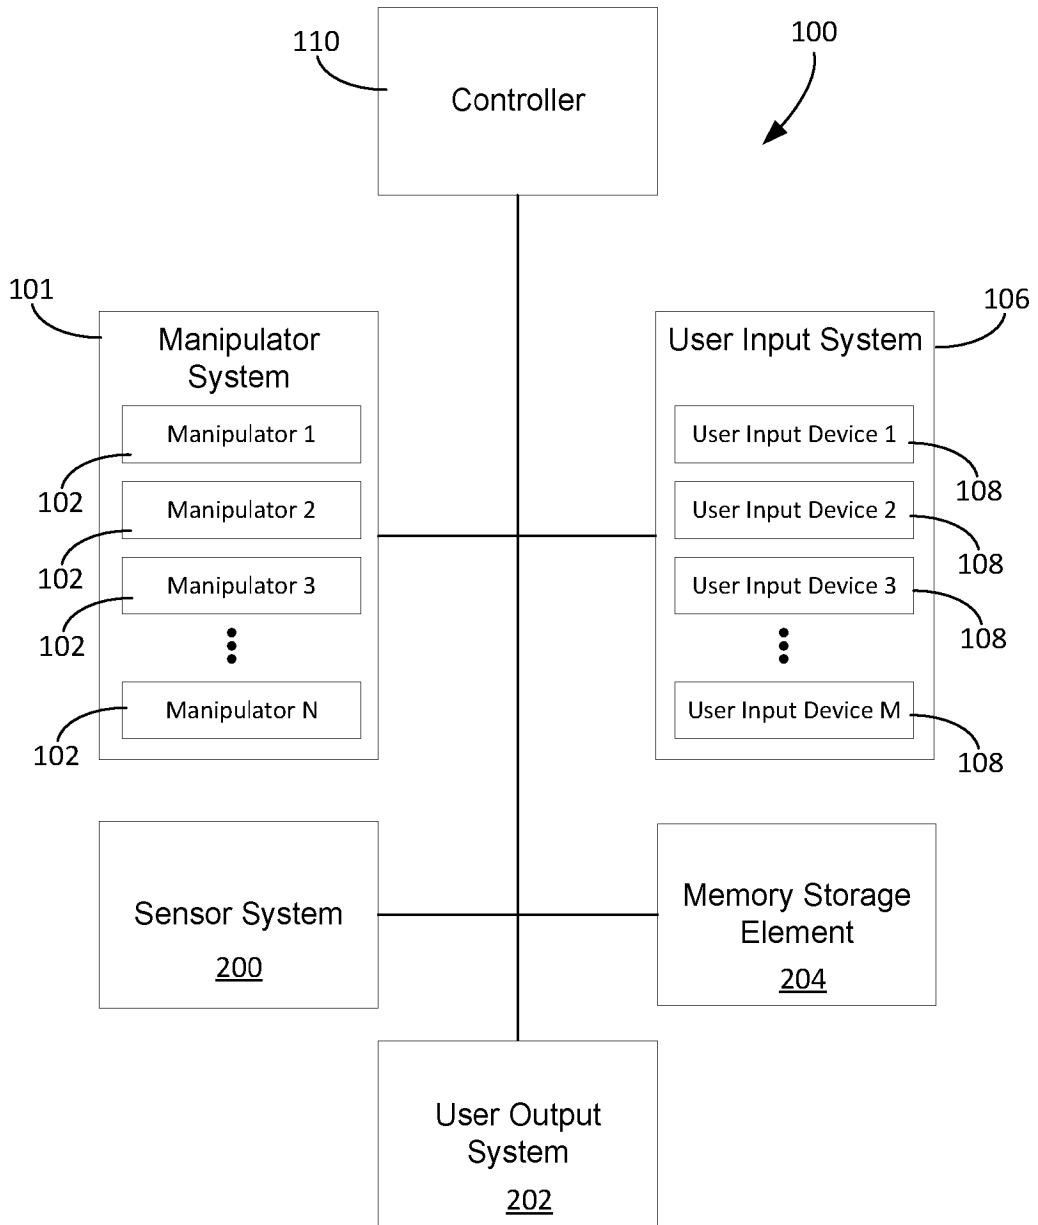 110
Controller
100
101
Manipulator
System
Manipulator 1
102
Manipulator 2
102
Manipulator 3
102
Manipulator N
102
106
User Input System
User Input Device 1
108
User Input Device 2
108
User Input Device 3
108
User Input Device M
108
Sensor System
200
Memory Storage
Element
204
User Output
System
202